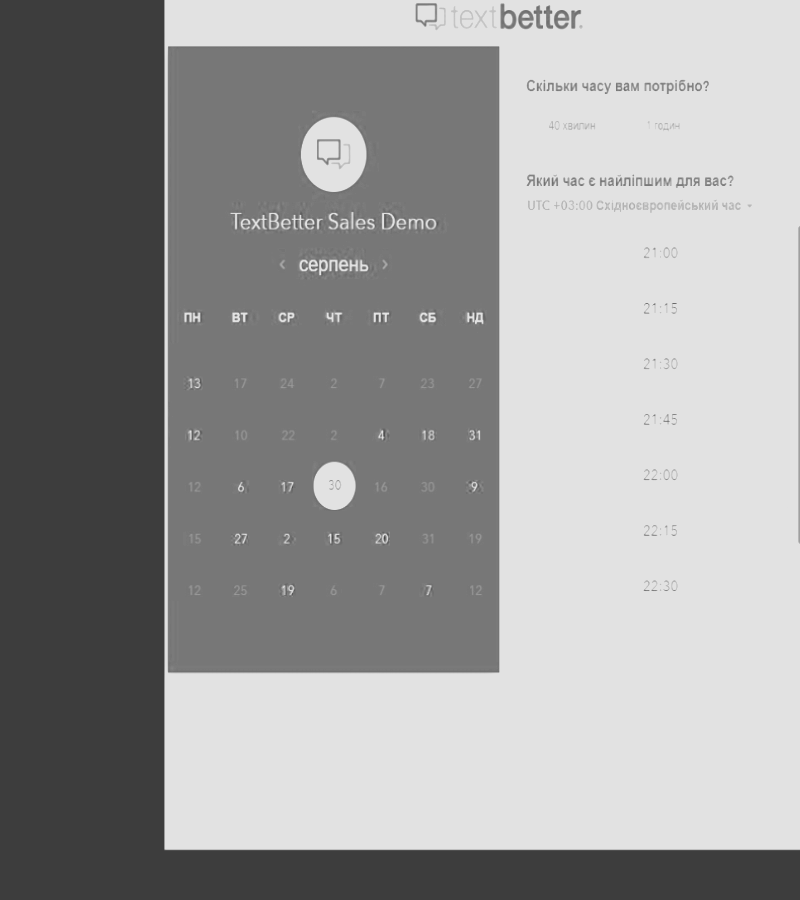 textbetter.
TextBetter Sales Demo
‹ серпень ›
ПН ВТ СР ЧТ ПТ СБ НД
13 17 24 2 7 23 27
12 10 22 2 4 18 31
12 6 17 30 16 30 9
15 27 2 15 20 31 19
12 25 19 6 7 7 12
Скільки часу вам потрібно?
40 хвилин 1 годин
Який час є найліпшим для вас?
UTC +03:00 Східноєвропейський час
21:00
21:15
21:30
21:45
22:00
22:15
22:30